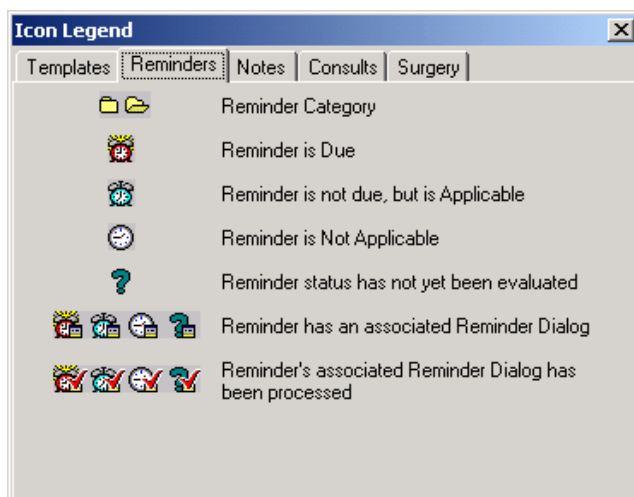 Icon Legend
Templates Reminders Notes Consults Surgery
Reminder Category
Reminder is Due
Reminder is not due, but is Applicable
Reminder is Not Applicable
Reminder status has not yet been evaluated
Reminder has an associated Reminder Dialog
Reminder's associated Reminder Dialog has
been processed